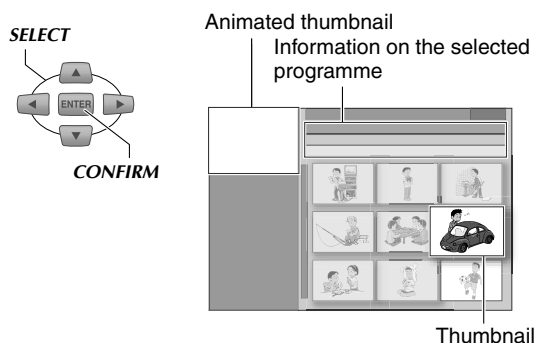 SELECT
ENTER
CONFIRM
Animated thumbnail
Information on the selected
programme
Thumbnail